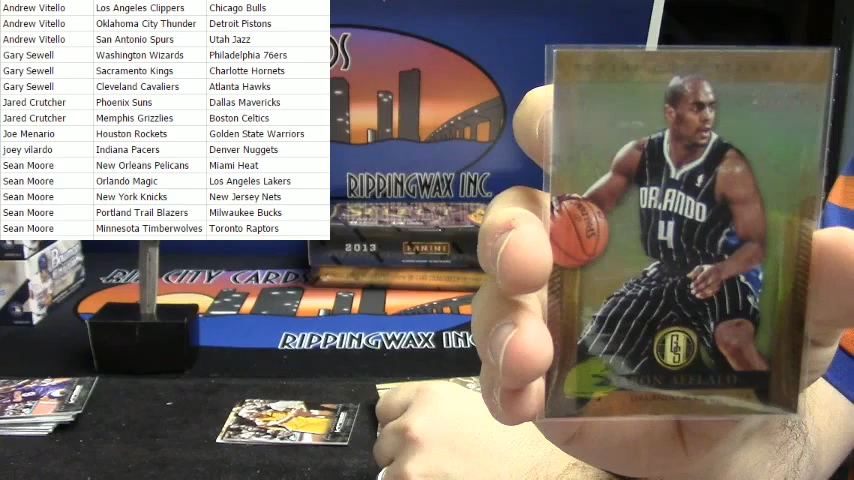 Andrew Vitello Los Angeles Clippers Chicago Bulls
Andrew Vitello Oklahoma City Thunder Detroit Pistons
Andrew Vitello San Antonio Spurs Utah Jazz
Gary Sewell Washington Wizards Philadelphia 76ers
Gary Sewell Sacramento Kings Charlotte Hornets
Gary Sewell Cleveland Cavaliers Atlanta Hawks
Jared Crutcher Phoenix Suns Dallas Mavericks
Jared Crutcher Memphis Grizzlies Boston Celtics
Joe Menario Houston Rockets Golden State Warriors
joey vilardo Indiana Pacers Denver Nuggets
Sean Moore New Orleans Pelicans Miami Heat
Sean Moore Orlando Magic Los Angeles Lakers
Sean Moore New York Knicks New Jersey Nets
Sean Moore Portland Trail Blazers Milwaukee Bucks
Sean Moore Minnesota Timberwolves Toronto Raptors
RIPPINGWAX INC.
2013 PANINI
CITY CARDS
RIPPINGWAX INC
ORLANDO
4
GS
AFFLALO